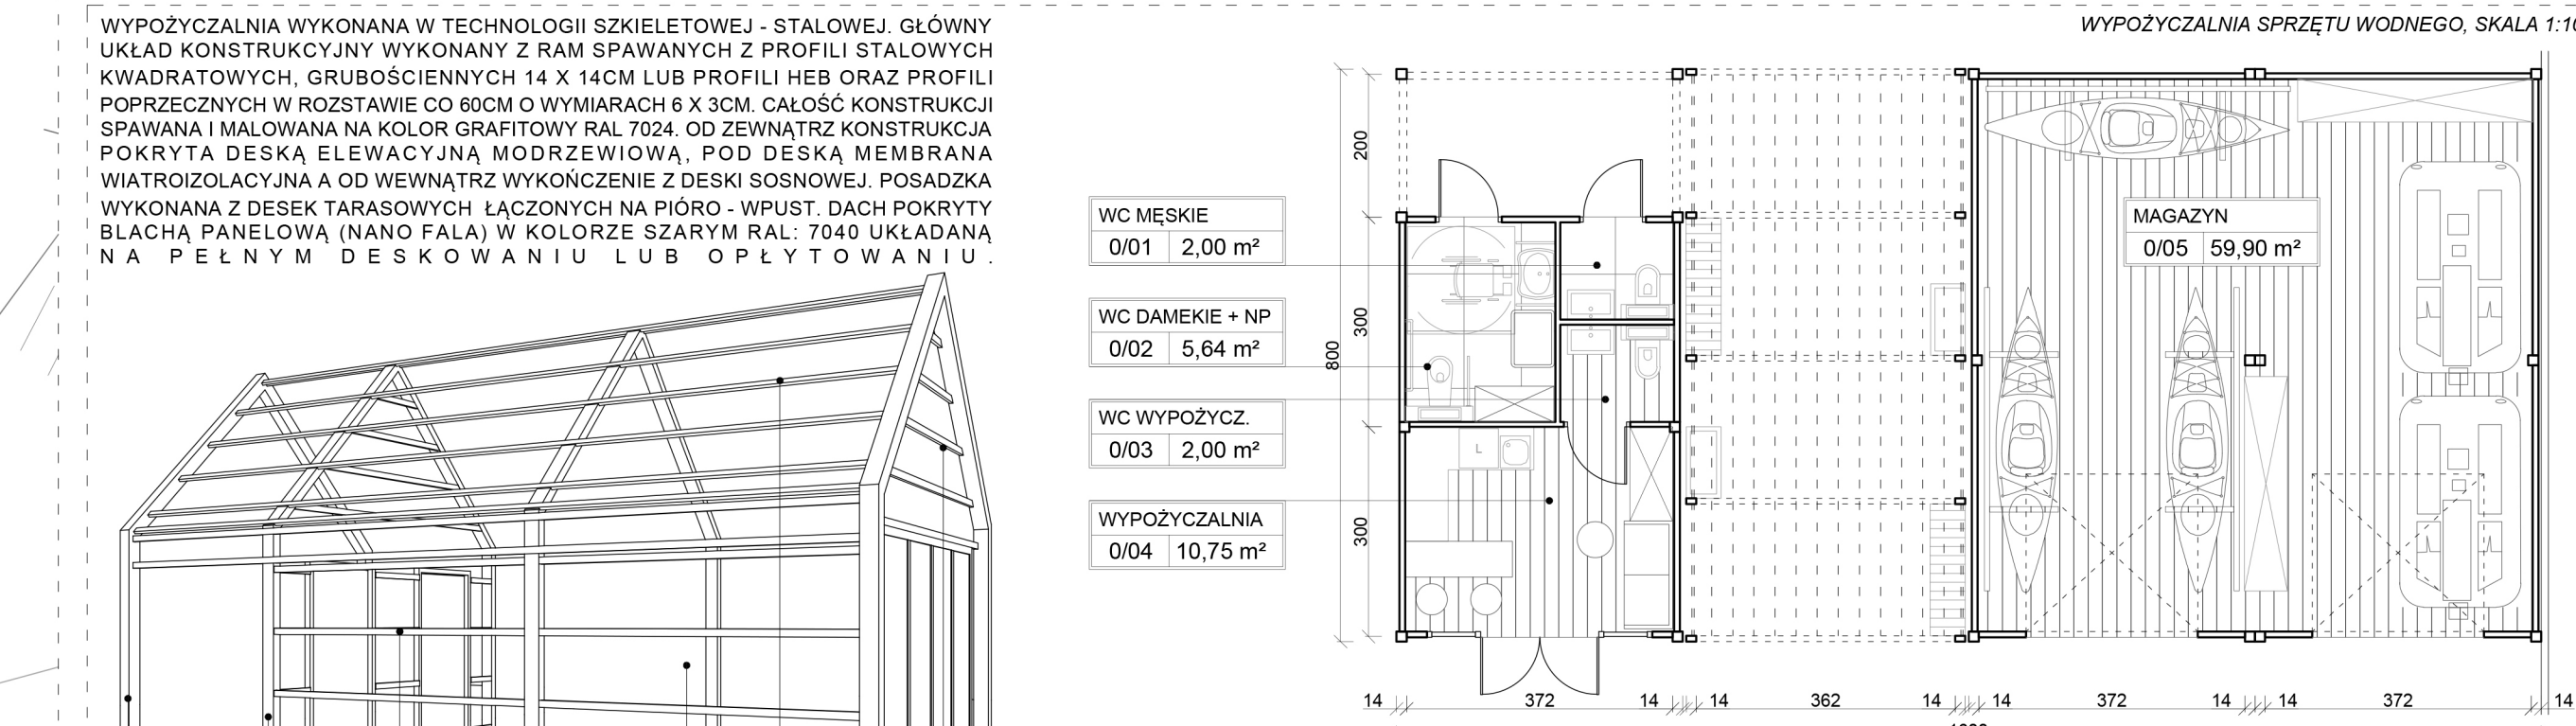 WYPOŻYCZALNIA WYKONANA W TECHNOLOGII SZKIELETOWEJ - STALOWEJ. GŁÓWNY
UKŁAD KONSTRUKCYJNY WYKONANY Z RAM SPAWANYCH Z PROFILI STALOWYCH
KWADRATOWYCH, GRUBOŚCIENNYCH 14 X 14CM LUB PROFILI HEB ORAZ PROFILI
POPRZECZNYCH W ROZSTAWIE CO 60CM O WYMIARACH 6 X 3CM. CAŁOŚĆ KONSTRUKCJI
SPAWANA I MALOWANA NA KOLOR GRAFITOWY RAL 7024. OD ZEWNĄTRZ KONSTRUKCJA
POKRYTA DESKĄ ELEWACYJNĄ MODRZEWIOWĄ, POD DESKĄ MEMBRANA
WIATROIZOLACYJNA A OD WEWNĄTRZ WYKOŃCZENIE Z DESKI SOSNOWEJ. POSADZKA
WYKONANA Z DESEK TARASOWYCH ŁĄCZONYCH NA PIÓRO - WPUST. DACH POKRYTY
BLACHĄ PANELOWĄ (NANO FALA) W KOLORZE SZARYM RAL: 7040 UKŁADANĄ
NA PEŁNYM DESKOWANIU LUB OPŁYTOWANIU.
WYPOŻYCZALNIA SPRZĘTU WODNEGO, SKALA
WC MĘSKIE
0/01 2,00 m²
WC DAMEKIE + NP
0/02 5,64 m²
WC WYPOŻYCZ.
0/03 2,00 m²
WYPOŻYCZALNIA
0/04 10,75 m²
MAGAZYN
0/05 59,90 m²
200
300
800
300
L
14 372 14 14 362 14 14 372 14 14 372 14